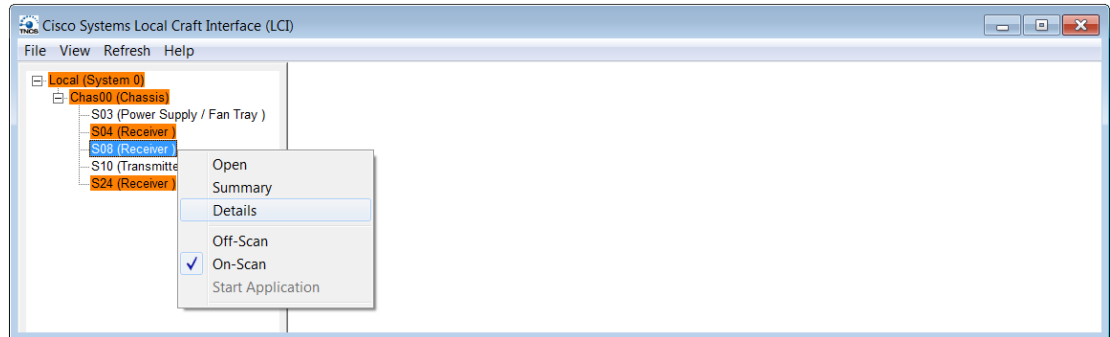 TNCS
Cisco Systems Local Craft Interface (LCI)
File View Refresh Help
Local (System 0)
Chas00 (Chassis)
S03 (Power Supply / Fan Tray )
S04 (Receiver )
S08 (Receiver )
S10 (Transmitte
S24 (Receiver )
Open
Summary
Details
Off-Scan
On-Scan
Start Application